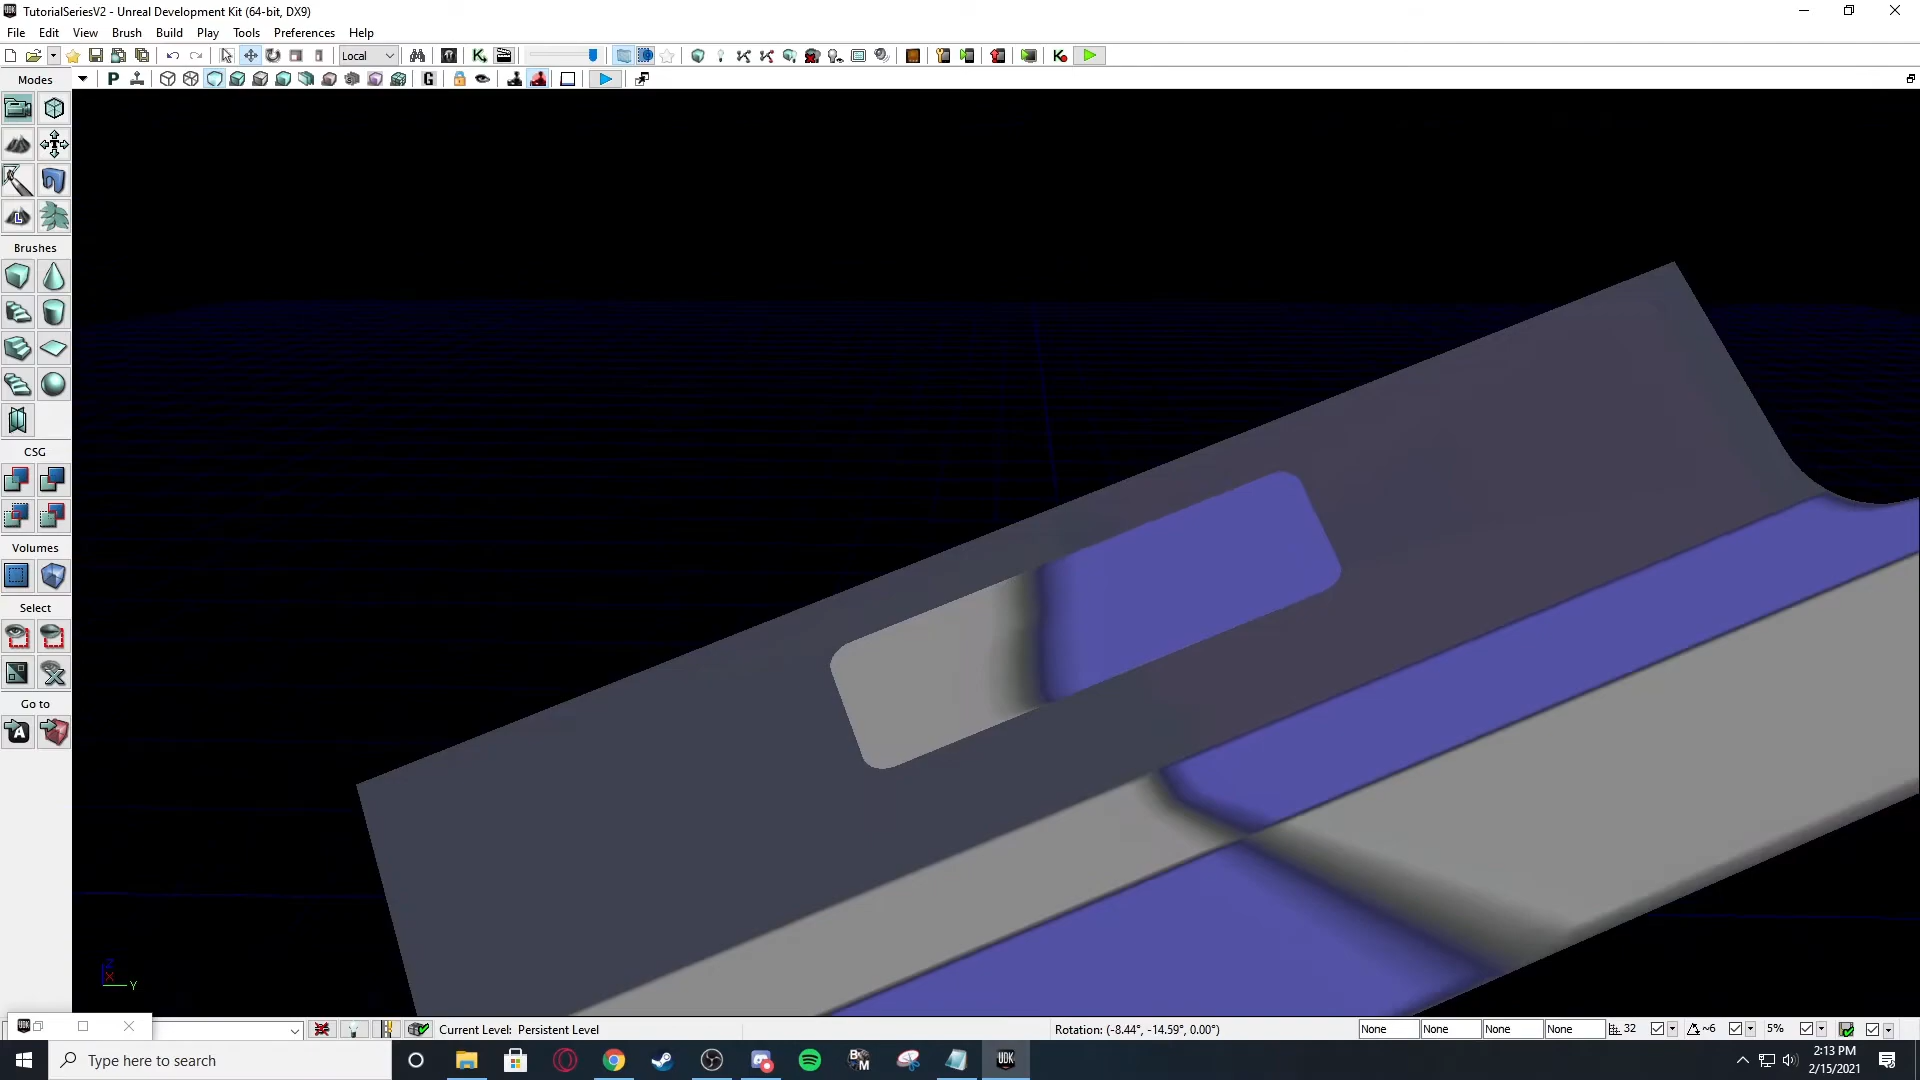 TutorialSeriesV2 - Unreal Development Kit (64-bit, DX9)
File Edit View Brush Build Play Tools Preferences Help
Local
Modes
P
G
Brushes
CSG
Volumes
Select
Go to
Z
X
Y
Current Level: Persistent Level
Rotation: (-8.44°, -14.59°, 0.00°)
None
None
None
None
32
~6
5%
Type here to search
2:13 PM
2/15/2021